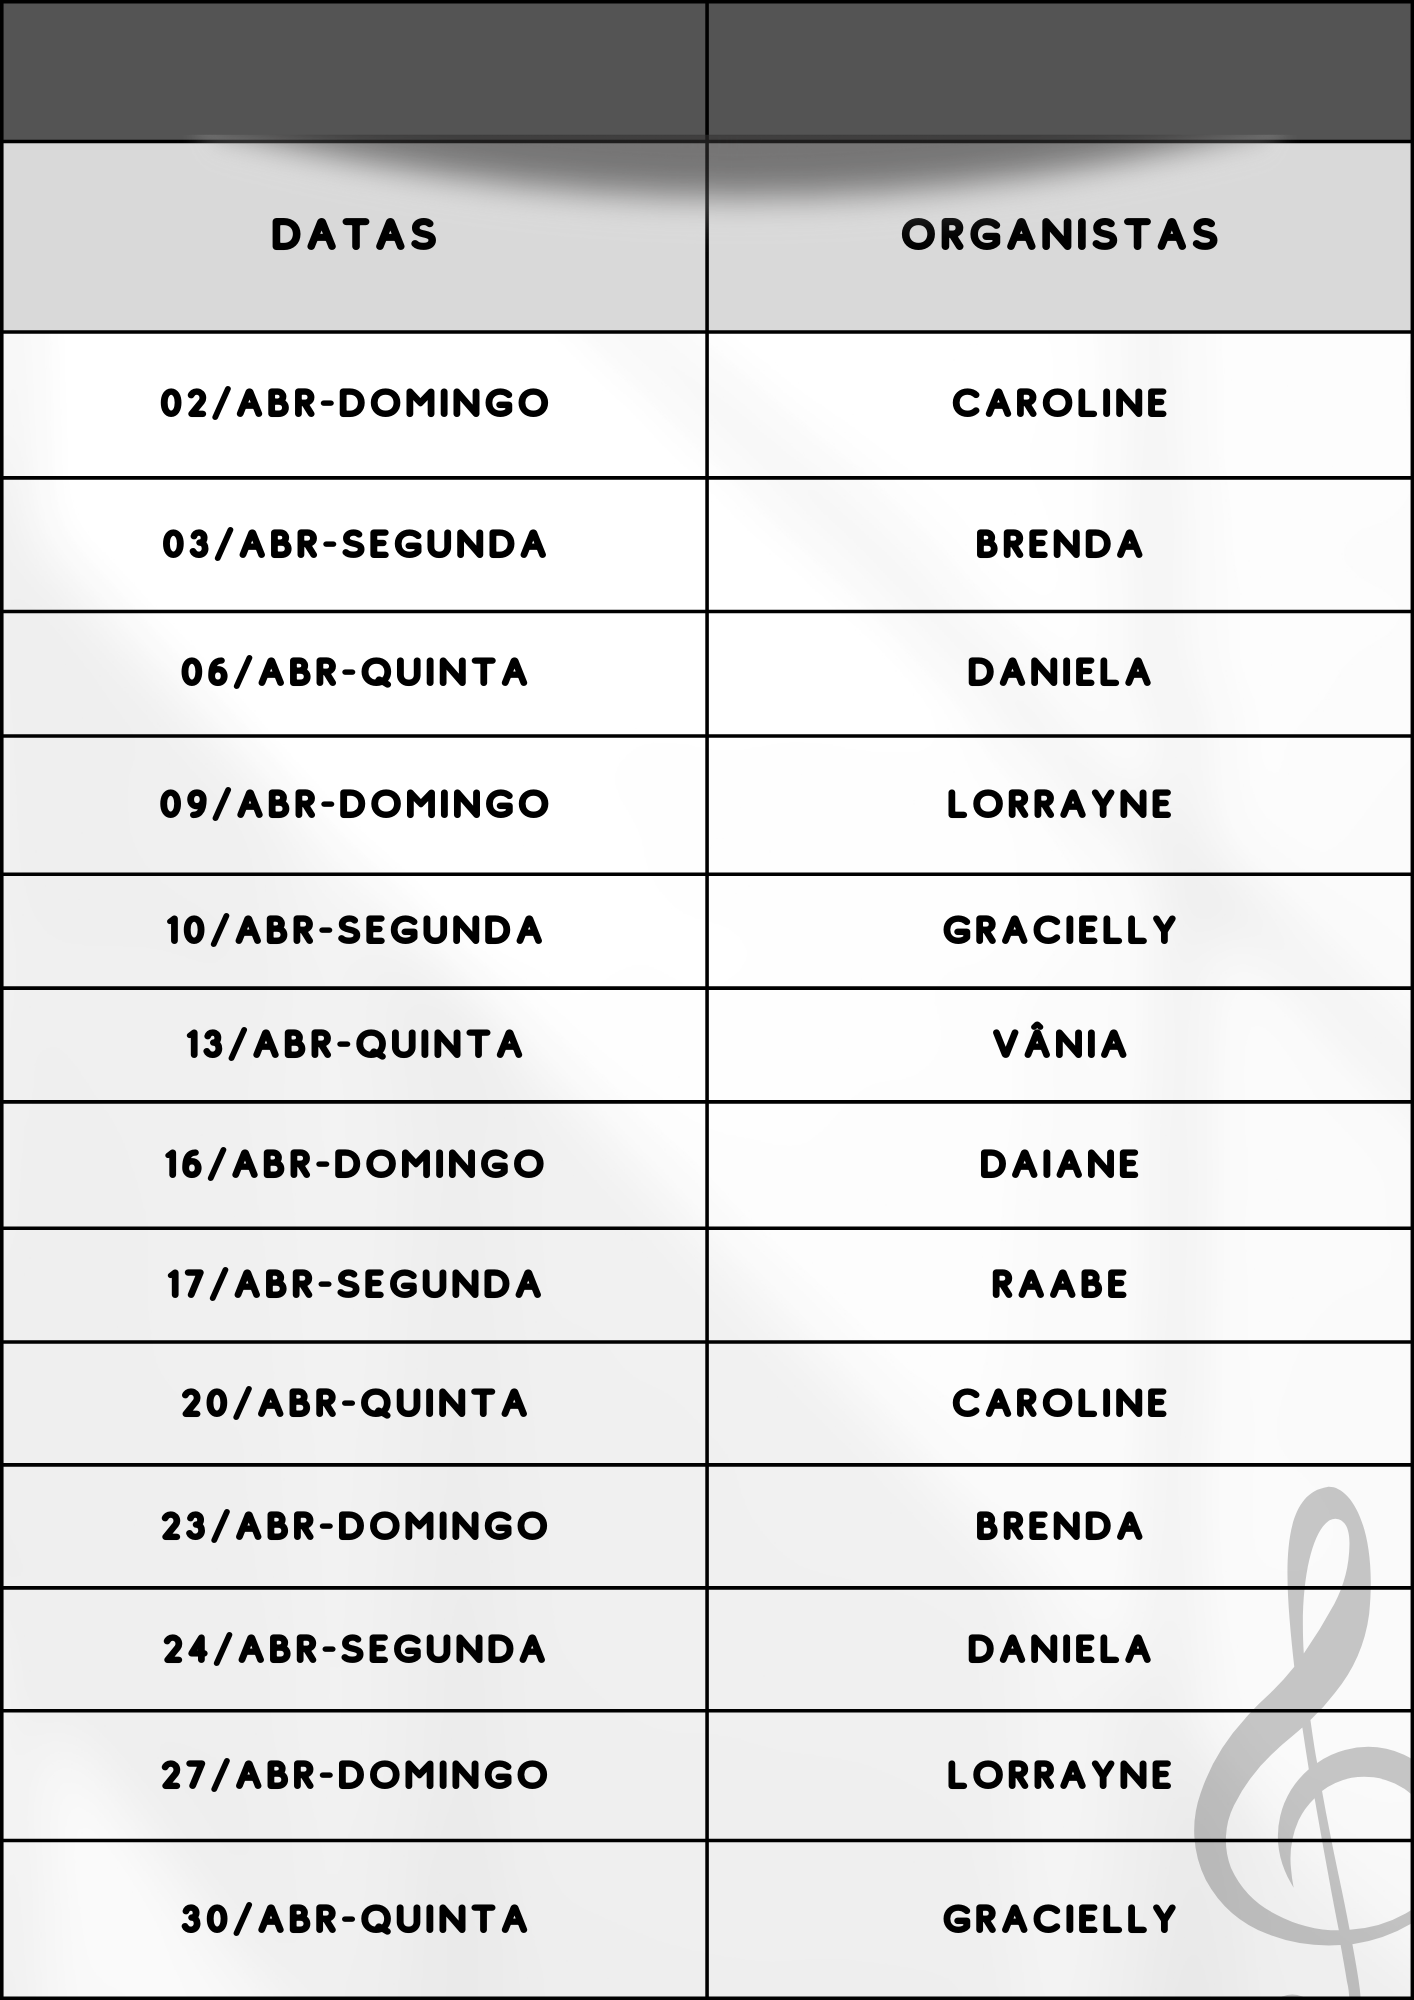 DATAS ORGANISTAS
02/ABR-DOMINGO CAROLINE
03/ABR-SEGUNDA BRENDA
06/ABR-QUINTA DANIELA
09/ABR-DOMINGO LORRAYNE
10/ABR-SEGUNDA GRACIELLY
13/ABR-QUINTA VÂNIA
16/ABR-DOMINGO DAIANE
17/ABR-SEGUNDA RAABE
20/ABR-QUINTA CAROLINE
23/ABR-DOMINGO BRENDA
24/ABR-SEGUNDA DANIELA
27/ABR-DOMINGO LORRAYNE
30/ABR-QUINTA GRACIELLY